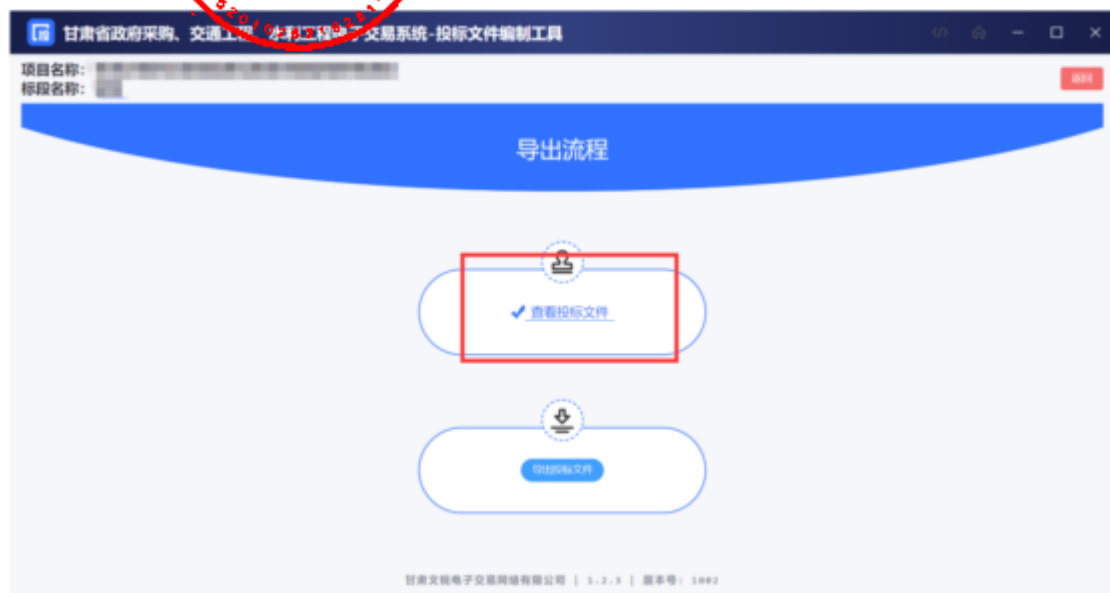 甘肃省政府采购、交通工程、水利工程电子交易系统-投标文件编制工具
项目名称:
标段名称:
返回
导出流程
查看投标文件
导出投标文件
甘肃文锐电子交易网络有限公司 | 1.2.3 | 版本号: 1002